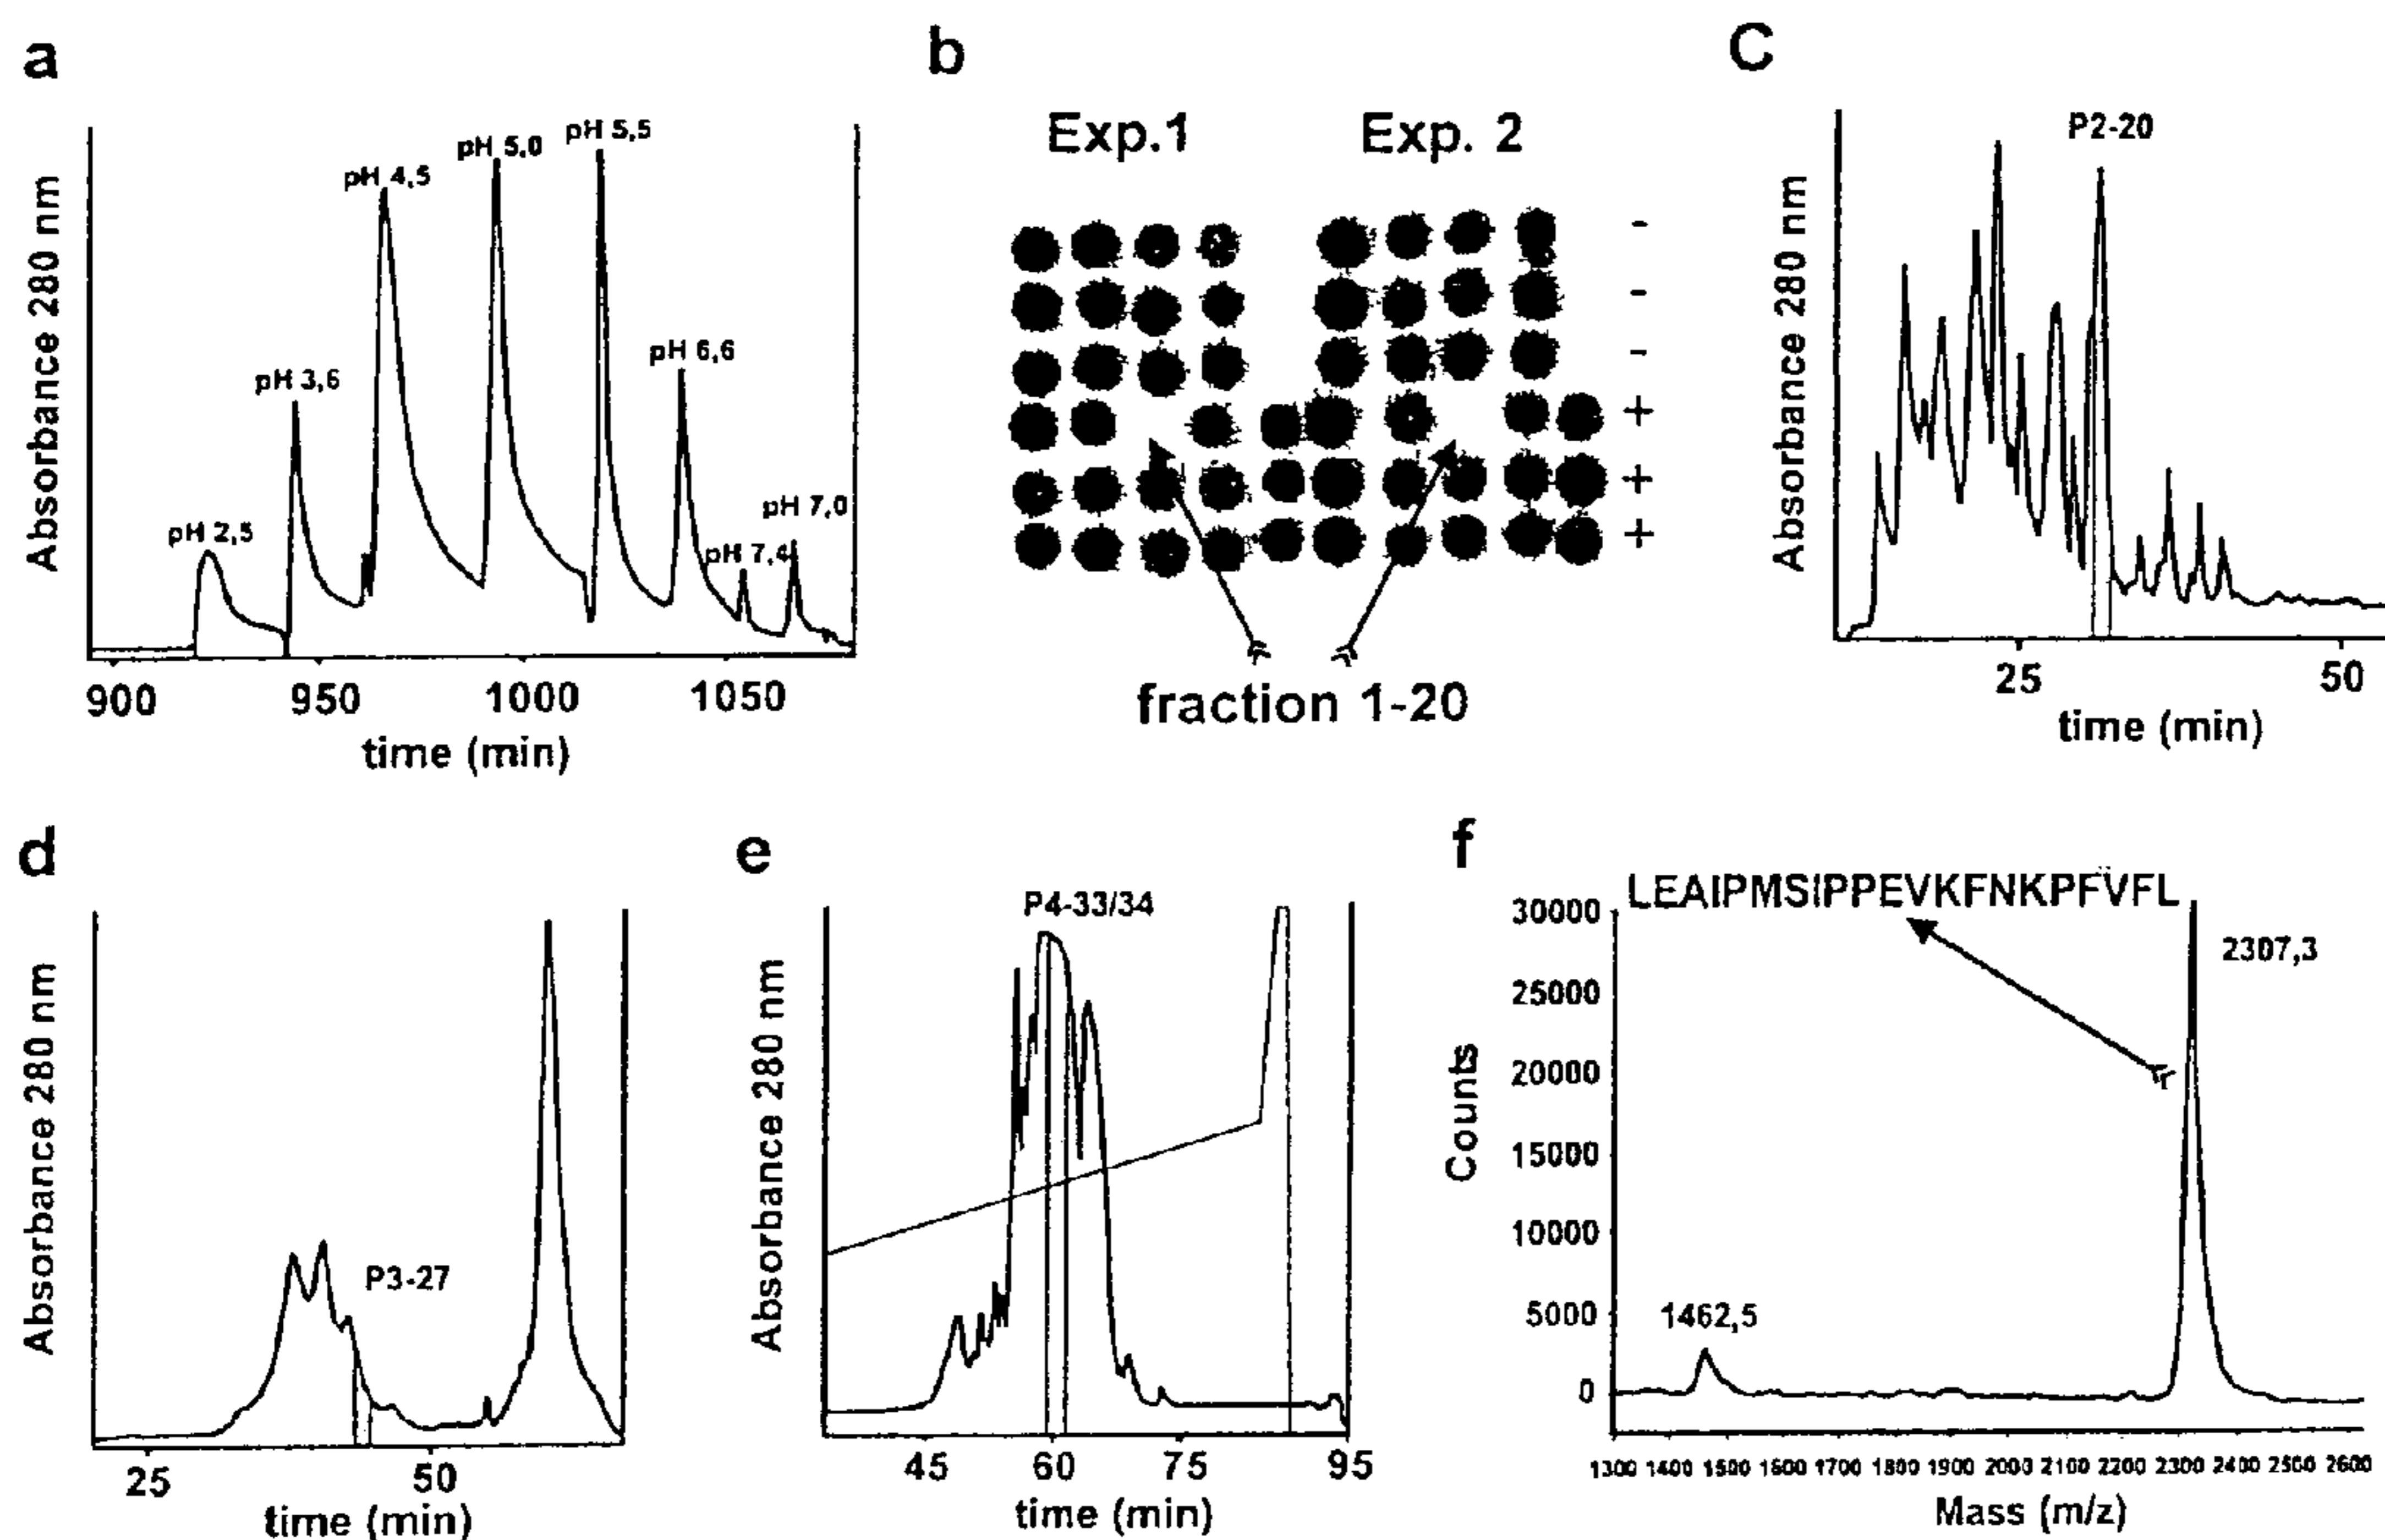 a
pH 2,5
pH 3,6
pH 4,5
pH 5,0
pH 5,5
pH 6,6
pH 7,4
pH 7,0
Absorbance 280 nm
900 950 1000 1050
time (min)
b
Exp.1 Exp. 2
-
-
-
+
+
+
fraction 1-20
C
P2-20
Absorbance 280 nm
25 50
time (min)
d
P3-27
Absorbance 280 nm
25 50
time (min)
e
P4-33/34
Absorbance 280 nm
45 60 75 95
time (min)
f
LEAIPMSIPPEVKFNKPFVFL
30000
25000
20000
15000
10000
5000
0
Counts
2307,3
1462,5
1300 1400 1500 1600 1700 1800 1900 2000 2100 2200 2300 2400 2500 2600
Mass (m/z)